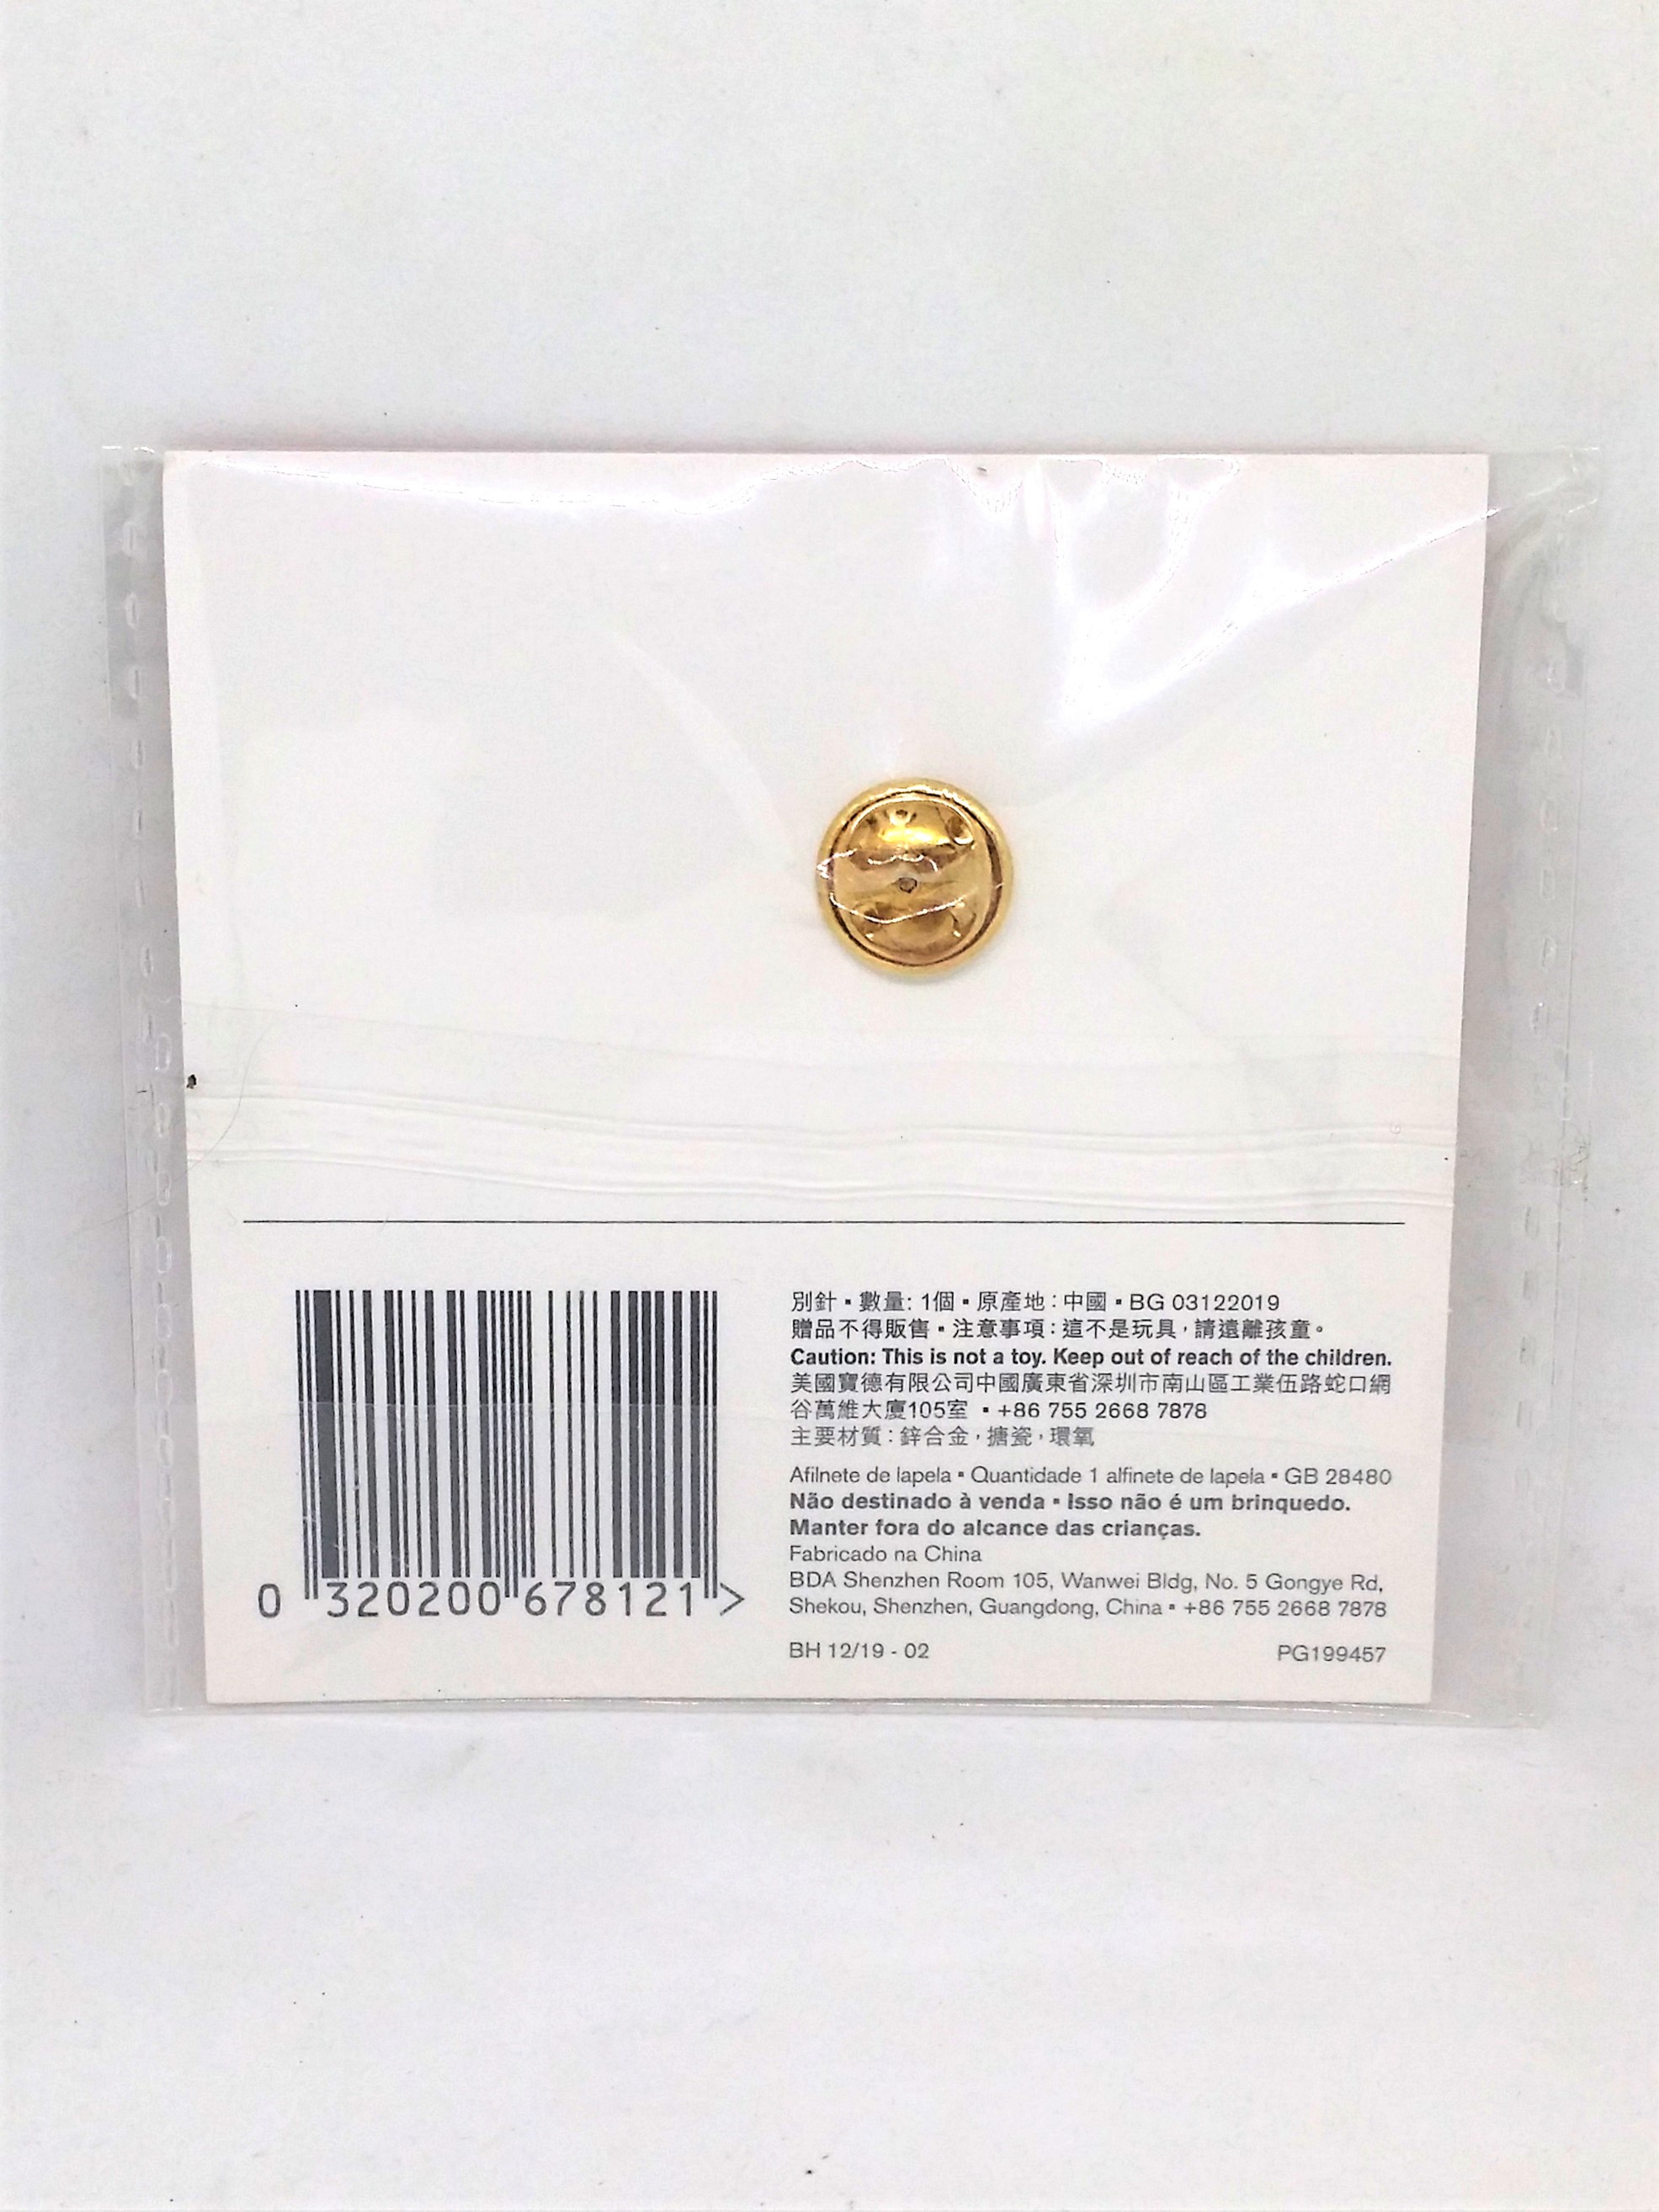 別針▪數量: 1個▪原產地:中國▪BG 03122019
贈品不得販售▪注意事項:這不是玩具,請遠離孩童。
Caution: This is not a toy. Keep out of reach of the children.
美國寶德有限公司中國廣東省深圳市南山區工業伍路蛇口網
谷萬維大廈105室 ▪ +86 755 2668 7878
主要材質:鋅合金,搪瓷,環氧
Afilnete de lapela ▪ Quantidade 1 alfinete de lapela ▪ GB 28480
Não destinado à venda ▪ Isso não é um brinquedo.
Manter fora do alcance das crianças.
Fabricado na China
BDA Shenzhen Room 105, Wanwei Bldg, No. 5 Gongye Rd,
Shekou, Shenzhen, Guangdong, China ▪ +86 755 2668 7878
BH 12/19 - 02 PG199457
0 320200 678121 >